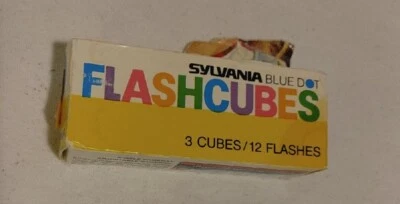 SYLVANIA BLUE DOT
FLASHCUBES
3 CUBES/12 FLASHES